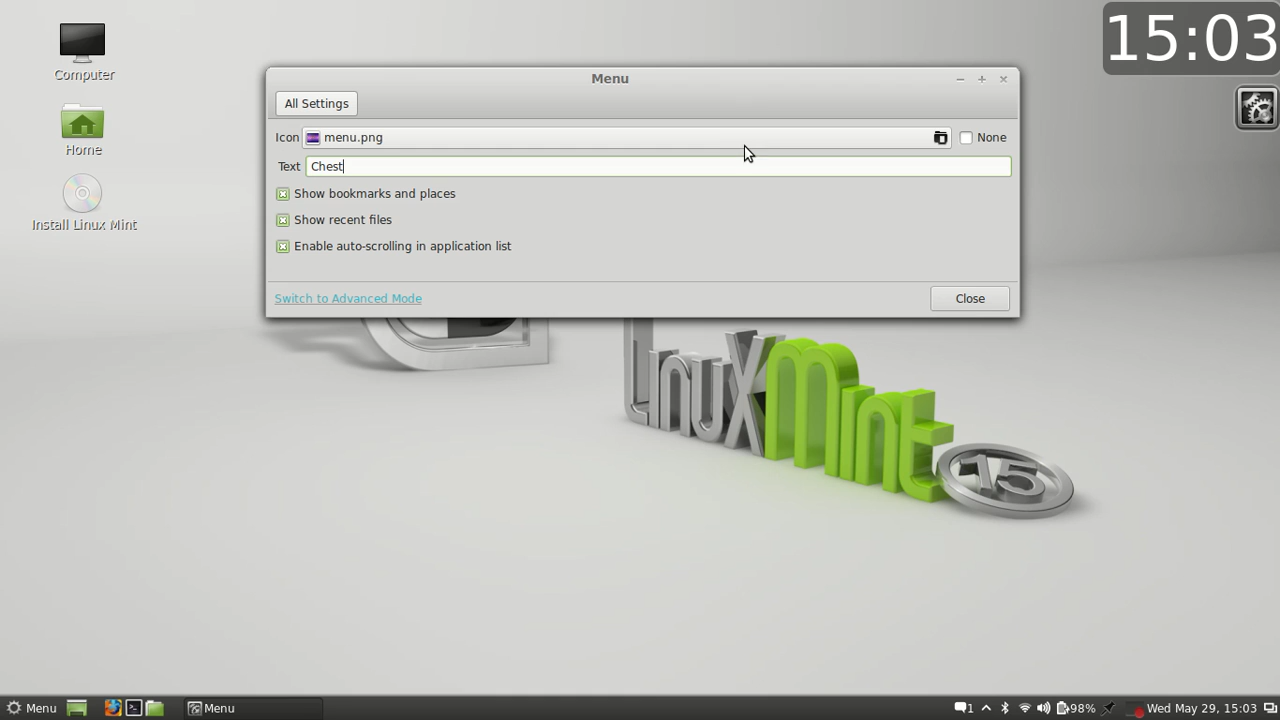 15:03
Computer
Home
Install Linux Mint
Menu
All Settings
Icon menu.png None
Text Chest
Show bookmarks and places
Show recent files
Enable auto-scrolling in application list
Switch to Advanced Mode Close
LinuxMint 15
Menu Menu 1 98% Wed May 29, 15:03